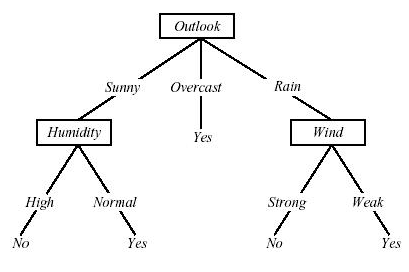 Outlook
Sunny Overcast Rain
Humidity Yes Wind
High Normal Strong Weak
No Yes No Yes